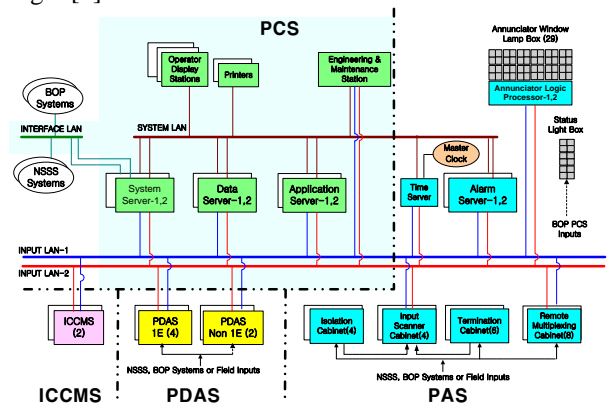 PCS
Annunciator Window
Lamp Box (29)
Operator
Display
Stations
Printers
Engineering &
Maintenance
Station
Annunciator Logic
Processor-1,2
BOP
Systems
Status
Light Box
INTERFACE LAN
SYSTEM LAN
Master
Clock
NSSS
Systems
System
Server-1,2
Data
Server-1,2
Application
Server-1,2
Time
Server
Alarm
Server-1,2
BOP PCS
Inputs
INPUT LAN-1
INPUT LAN-2
ICCMS
(2)
PDAS
1E (4)
PDAS
Non 1E (2)
Isolation
Cabinet(4)
Input
Scanner
Cabinet(4)
Termination
Cabinet(6)
Remote
Multiplexing
Cabinet(8)
NSSS, BOP Systems or Field Inputs
NSSS, BOP Systems or Field Inputs
ICCMS
PDAS
PAS